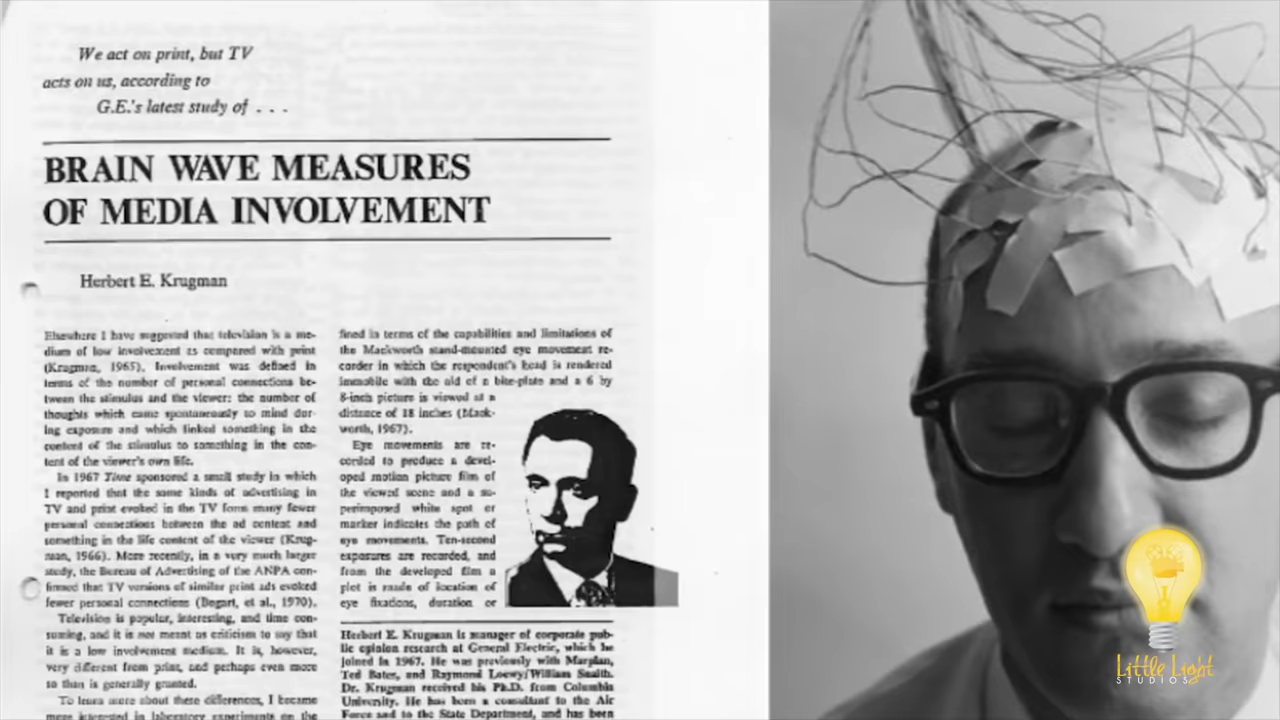 We act on print, but TV
acts on us, according to
G.E.'s latest study of . . .
BRAIN WAVE MEASURES
OF MEDIA INVOLVEMENT
Herbert E. Krugman
Elsewhere I have suggested that television is a me-
dium of low involvement as compared with print
(Krugman, 1965). Involvement was defined in
terms of the number of personal connections be-
tween the stimulus and the viewer: the number of
thoughts which came spontaneously to mind dur-
ing exposure and which linked something in the
content of the stimulus to something in the con-
tent of the viewer's own life.
In 1967 Time sponsored a small study in which
I reported that the same kinds of advertising in
TV and print evoked in the TV form many fewer
personal connections between the ad content and
something in the life content of the viewer (Krug-
man, 1966). More recently, in a very much larger
study, the Bureau of Advertising of the ANPA con-
firmed that TV versions of similar print ads evoked
fewer personal connections (Bogart, et al., 1970).
Television is popular, interesting, and time con-
suming, and it is not meant as criticism to say that
it is a low involvement medium. It is, however,
very different from print, and perhaps even more
so than is generally granted.
To learn more about these differences, I became
more interested in laboratory experiments on the
fined in terms of the capabilities and limitations of
the Mackworth stand-mounted eye movement re-
corder in which the respondent's head is rendered
immobile with the aid of a bite-plate and a 6 by
8-inch picture is viewed at a
distance of 18 inches (Mack-
worth, 1967).
Eye movements are re-
corded to produce a devel-
oped motion picture film of
the viewed scene and a su-
perimposed white spot or
marker indicates the path of
eye movements. Ten-second
exposures are recorded, and
from the developed film a
plot is made of location of
eye fixations, duration or
Herbert E. Krugman is manager of corporate pub-
lic opinion research at General Electric, which he
joined in 1967. He was previously with Marplan,
Ted Bates, and Raymond Loewy/William Snaith.
Dr. Krugman received his Ph.D. from Columbia
University. He has been a consultant to the Air
Force and to the State Department, and has been
Little Light
STUDIOS